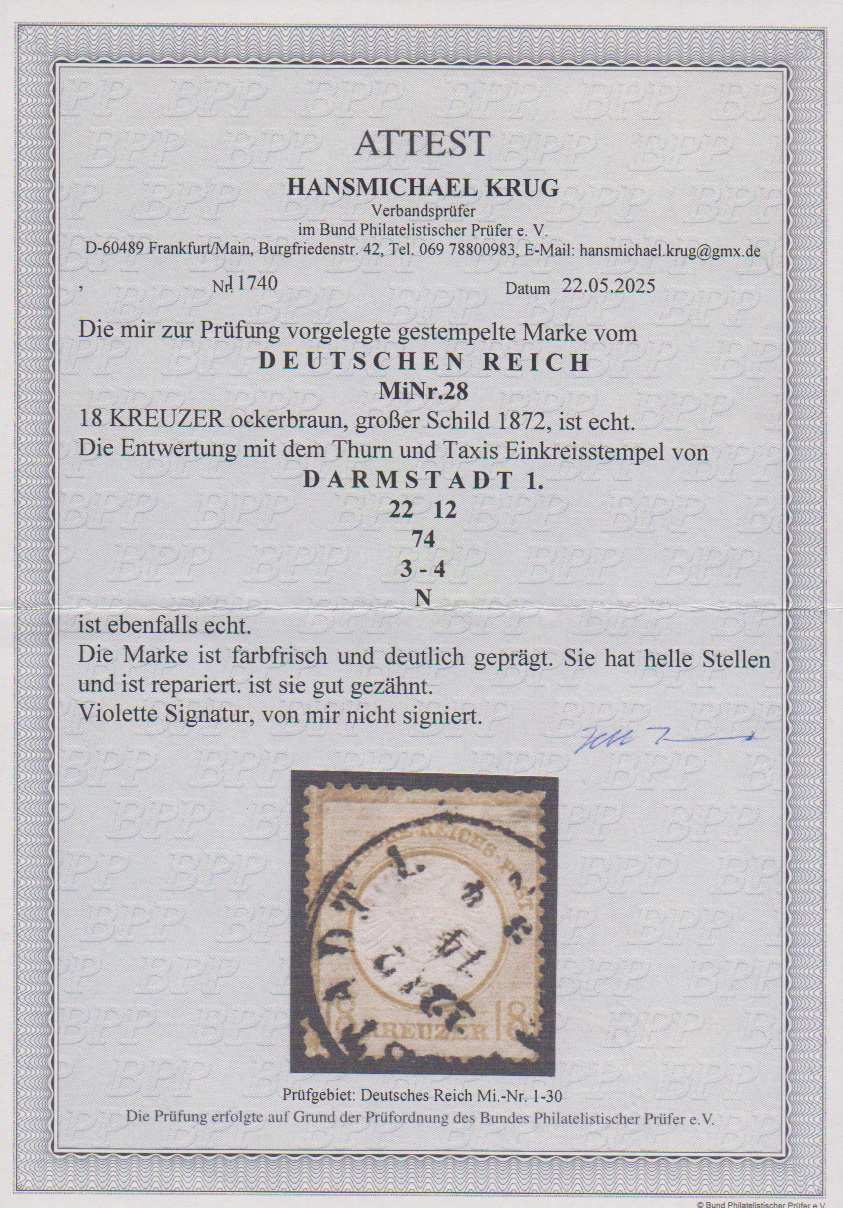 ATTEST
HANSMICHAEL KRUG
Verbandsprüfer
im Bund Philatelistischer Prüfer e. V.
D-60489 Frankfurt/Main, Burgfriedenstr. 42, Tel. 069 78800983, E-Mail: hansmichael.krug@gmx.de
, Nr. 11740 Datum 22.05.2025
Die mir zur Prüfung vorgelegte gestempelte Marke vom
DEUTSCHEN REICH
MiNr.28
18 KREUZER ockerbraun, großer Schild 1872, ist echt.
Die Entwertung mit dem Thurn und Taxis Einkreisstempel von
DARMSTADT 1.
22 12
74
3 - 4
N
ist ebenfalls echt.
Die Marke ist farbfrisch und deutlich geprägt. Sie hat helle Stellen
und ist repariert. ist sie gut gezähnt.
Violette Signatur, von mir nicht signiert.
REICHS-P
TADT 1.
18 KREUZER 18
Prüfgebiet: Deutsches Reich Mi.-Nr. 1-30
Die Prüfung erfolgte auf Grund der Prüfordnung des Bundes Philatelistischer Prüfer e.V.
© Bund Philatelistischer Prüfer e.V.